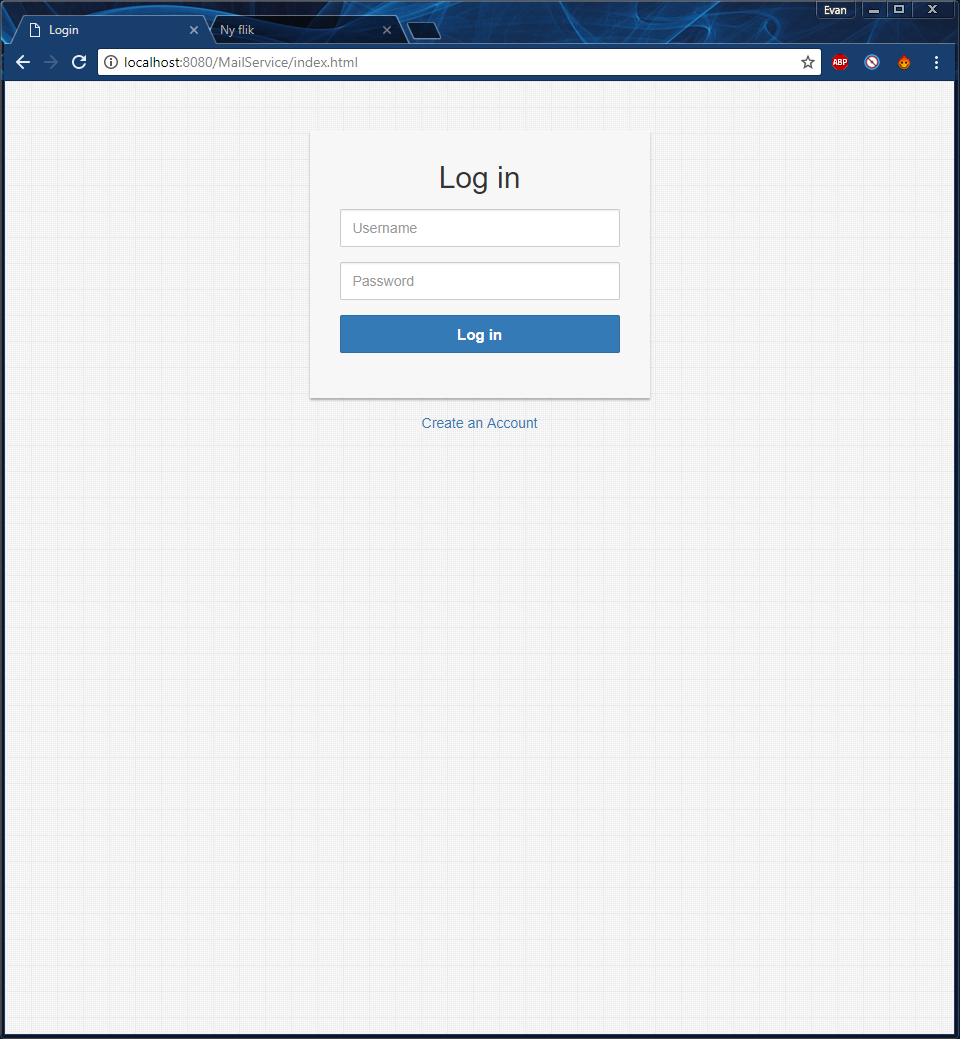 Evan
Login
Ny flik
localhost:8080/MailService/index.html
ABP
Log in
Username
Password
Log in
Create an Account